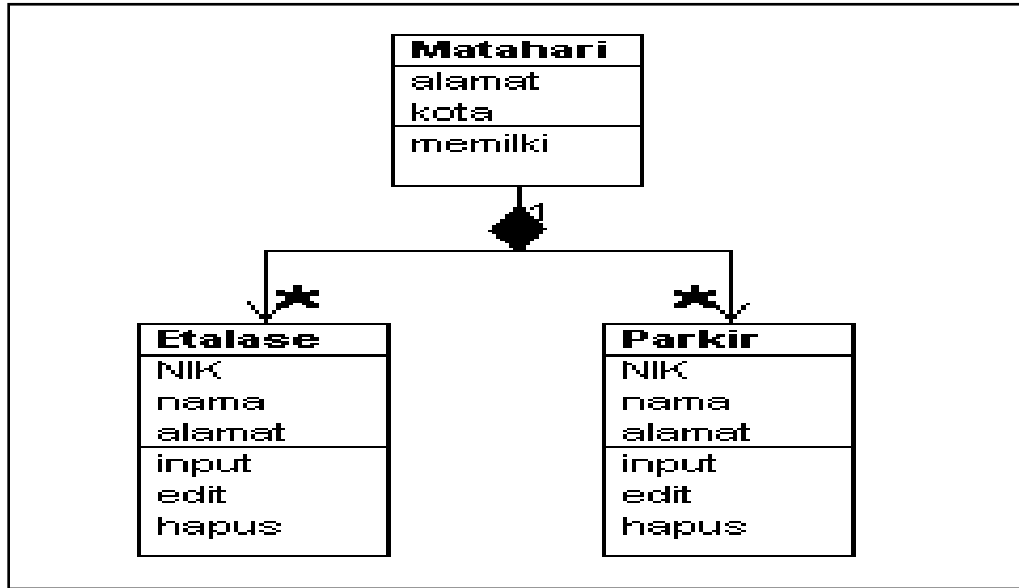 Matahari
alamat
kota
memilki
1
* *
Etalase
NIK
nama
alamat
input
edit
hapus
Parkir
NIK
nama
alamat
input
edit
hapus